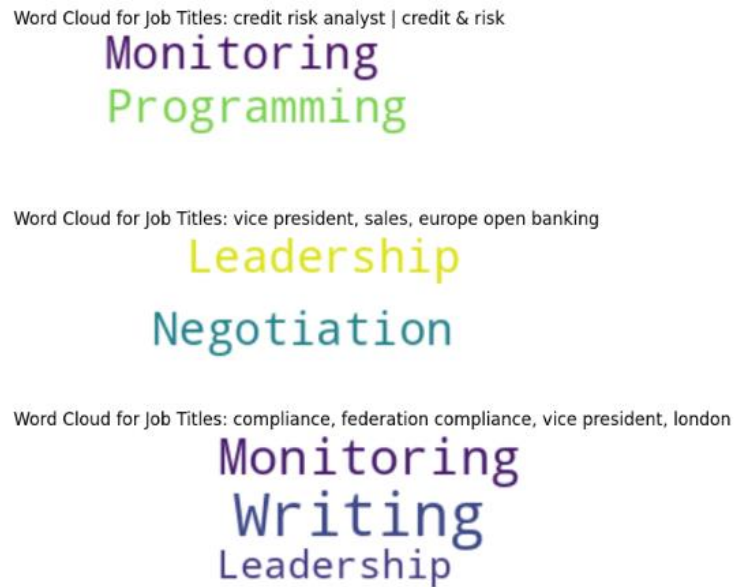 Word Cloud for Job Titles: credit risk analyst | credit & risk
Monitoring
Programming
Word Cloud for Job Titles: vice president, sales, europe open banking
Leadership
Negotiation
Word Cloud for Job Titles: compliance, federation compliance, vice president, london
Monitoring
Writing
Leadership